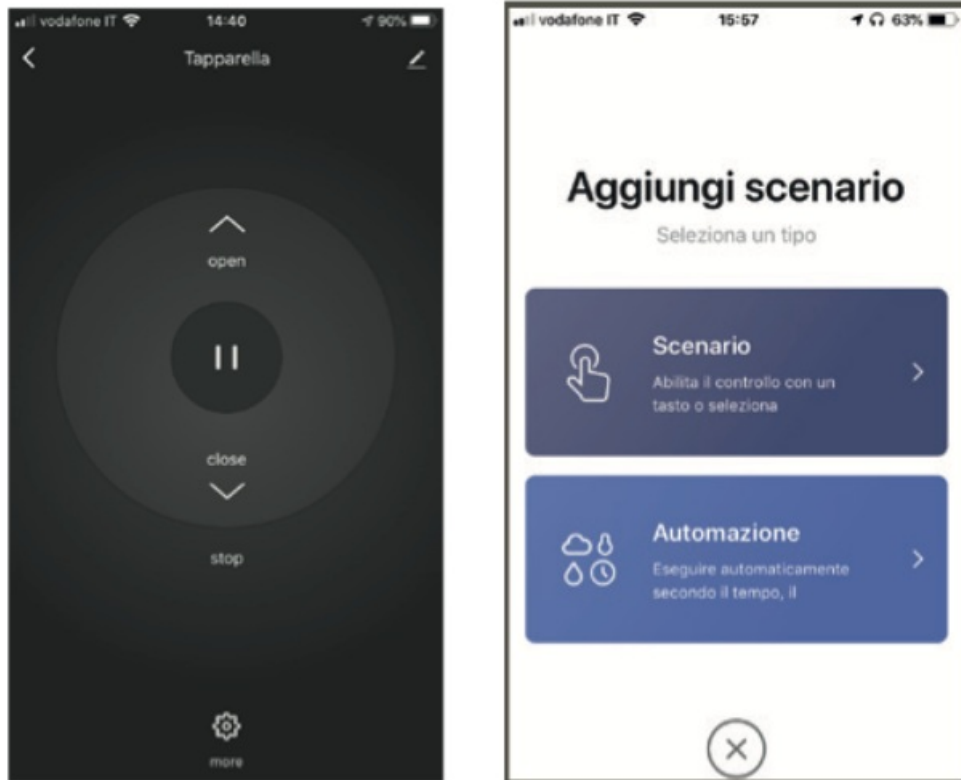 vodafone IT
14:40
90%
Tapparella
open
close
stop
more
vodafone IT
15:57
63%
Aggiungi scenario
Seleziona un tipo
Scenario
Abilita il controllo con un
tasto o seleziona
Automazione
Eseguire automaticamente
secondo il tempo, il